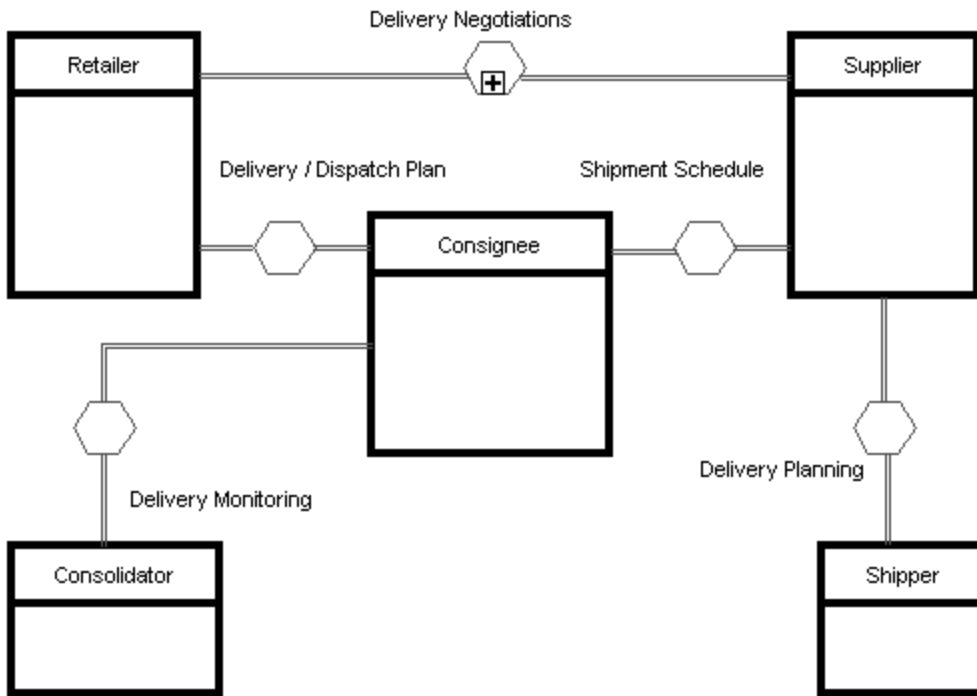 Delivery Negotiations
Retailer
Supplier
Delivery / Dispatch Plan
Shipment Schedule
Consignee
Delivery Planning
Delivery Monitoring
Consolidator
Shipper